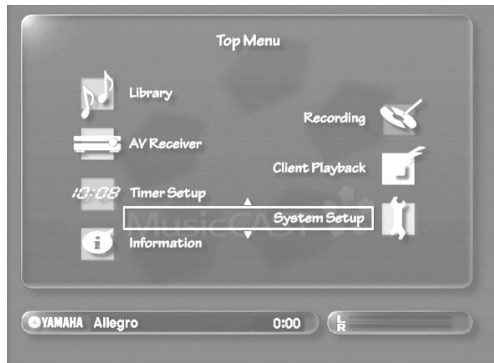 Top Menu
Library
Recording
AV Receiver
Client Playback
10:08 Timer Setup
System Setup
MusicCAST
Information
YAMAHA Allegro 0:00 L
R